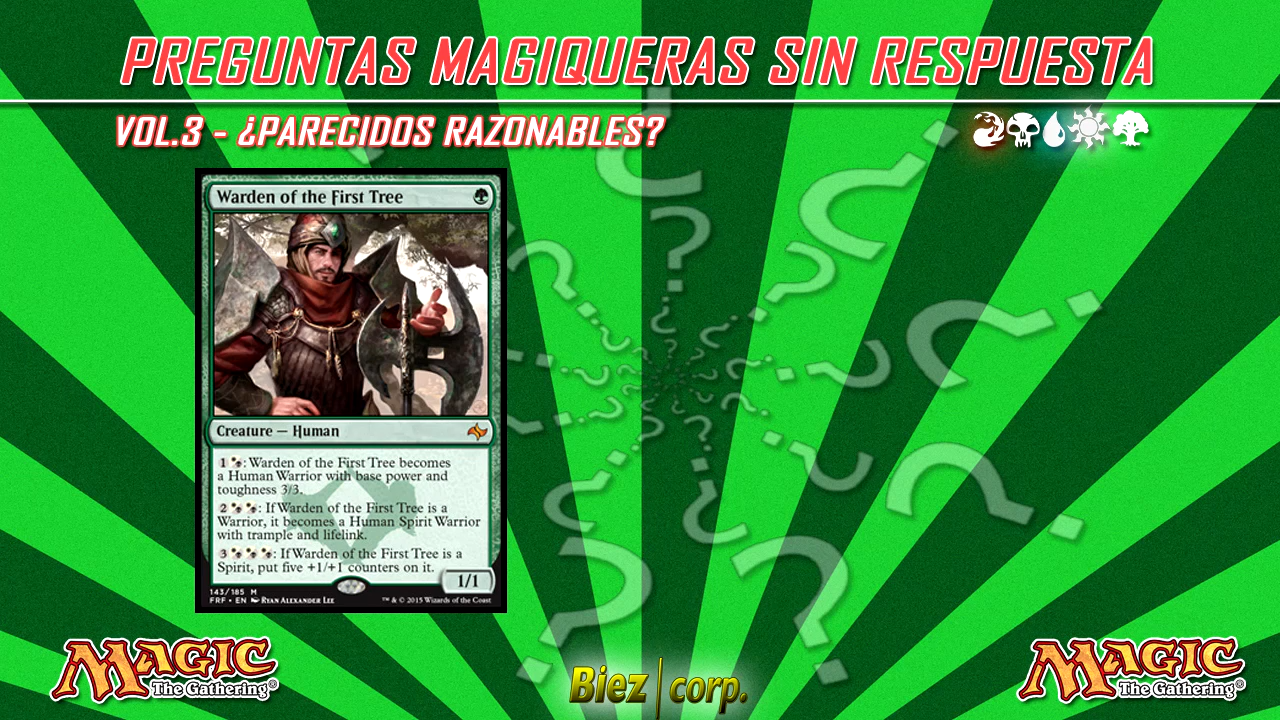 PREGUNTAS MAGIQUERAS SIN RESPUESTA
VOL.3 - ¿PARECIDOS RAZONABLES?
Warden of the First Tree
Creature — Human
1 : Warden of the First Tree becomes
a Human Warrior with base power and
toughness 3/3.
2 : If Warden of the First Tree is a
Warrior, it becomes a Human Spirit Warrior
with trample and lifelink.
3 : If Warden of the First Tree is a
Spirit, put five +1/+1 counters on it.
1/1
143/185 M
FRF • EN RYAN ALEXANDER LEE
™ & © 2015 Wizards of the Coast
MAGIC
The Gathering®
Biez | corp.
MAGIC
The Gathering®